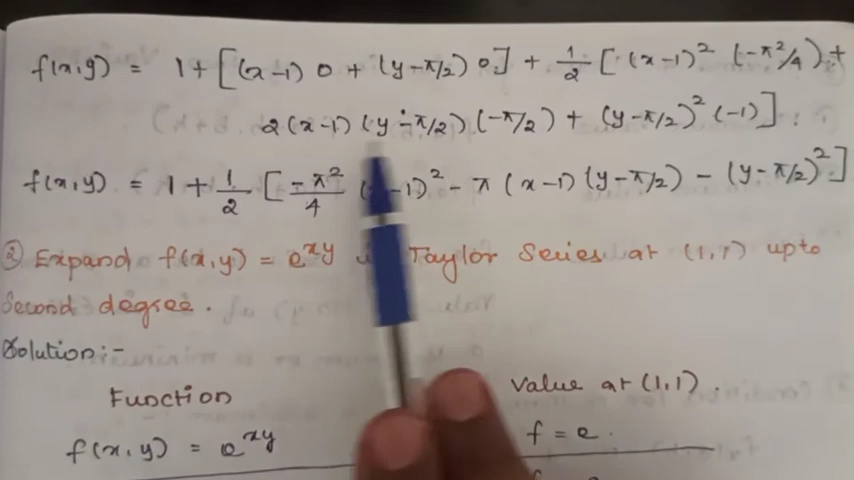 f(x,y) = 1 + [(x-1) 0 + (y-π/2) 0] + 1/2 [(x-1)² (-π²/4) +
2(x-1) (y-π/2) (-π/2) + (y-π/2)² (-1)].
f(x,y) = 1 + 1/2 [-π²/4 (x-1)² - π (x-1) (y-π/2) - (y-π/2)²]
② Expand f(x,y) = e^xy Taylor Series at (1,1) upto
Second degree.
Solution:-
Function Value at (1,1).
f(x,y) = e^xy f = e.